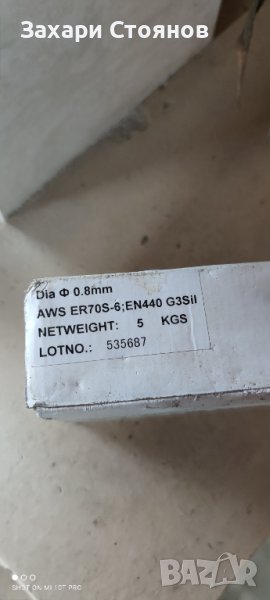 Захари Стоянов
Dia Φ 0.8mm
AWS ER70S-6;EN440 G3Sil
NETWEIGHT: 5 KGS
LOTNO.: 535687
SHOT ON MI 10T PRO
BAZAR